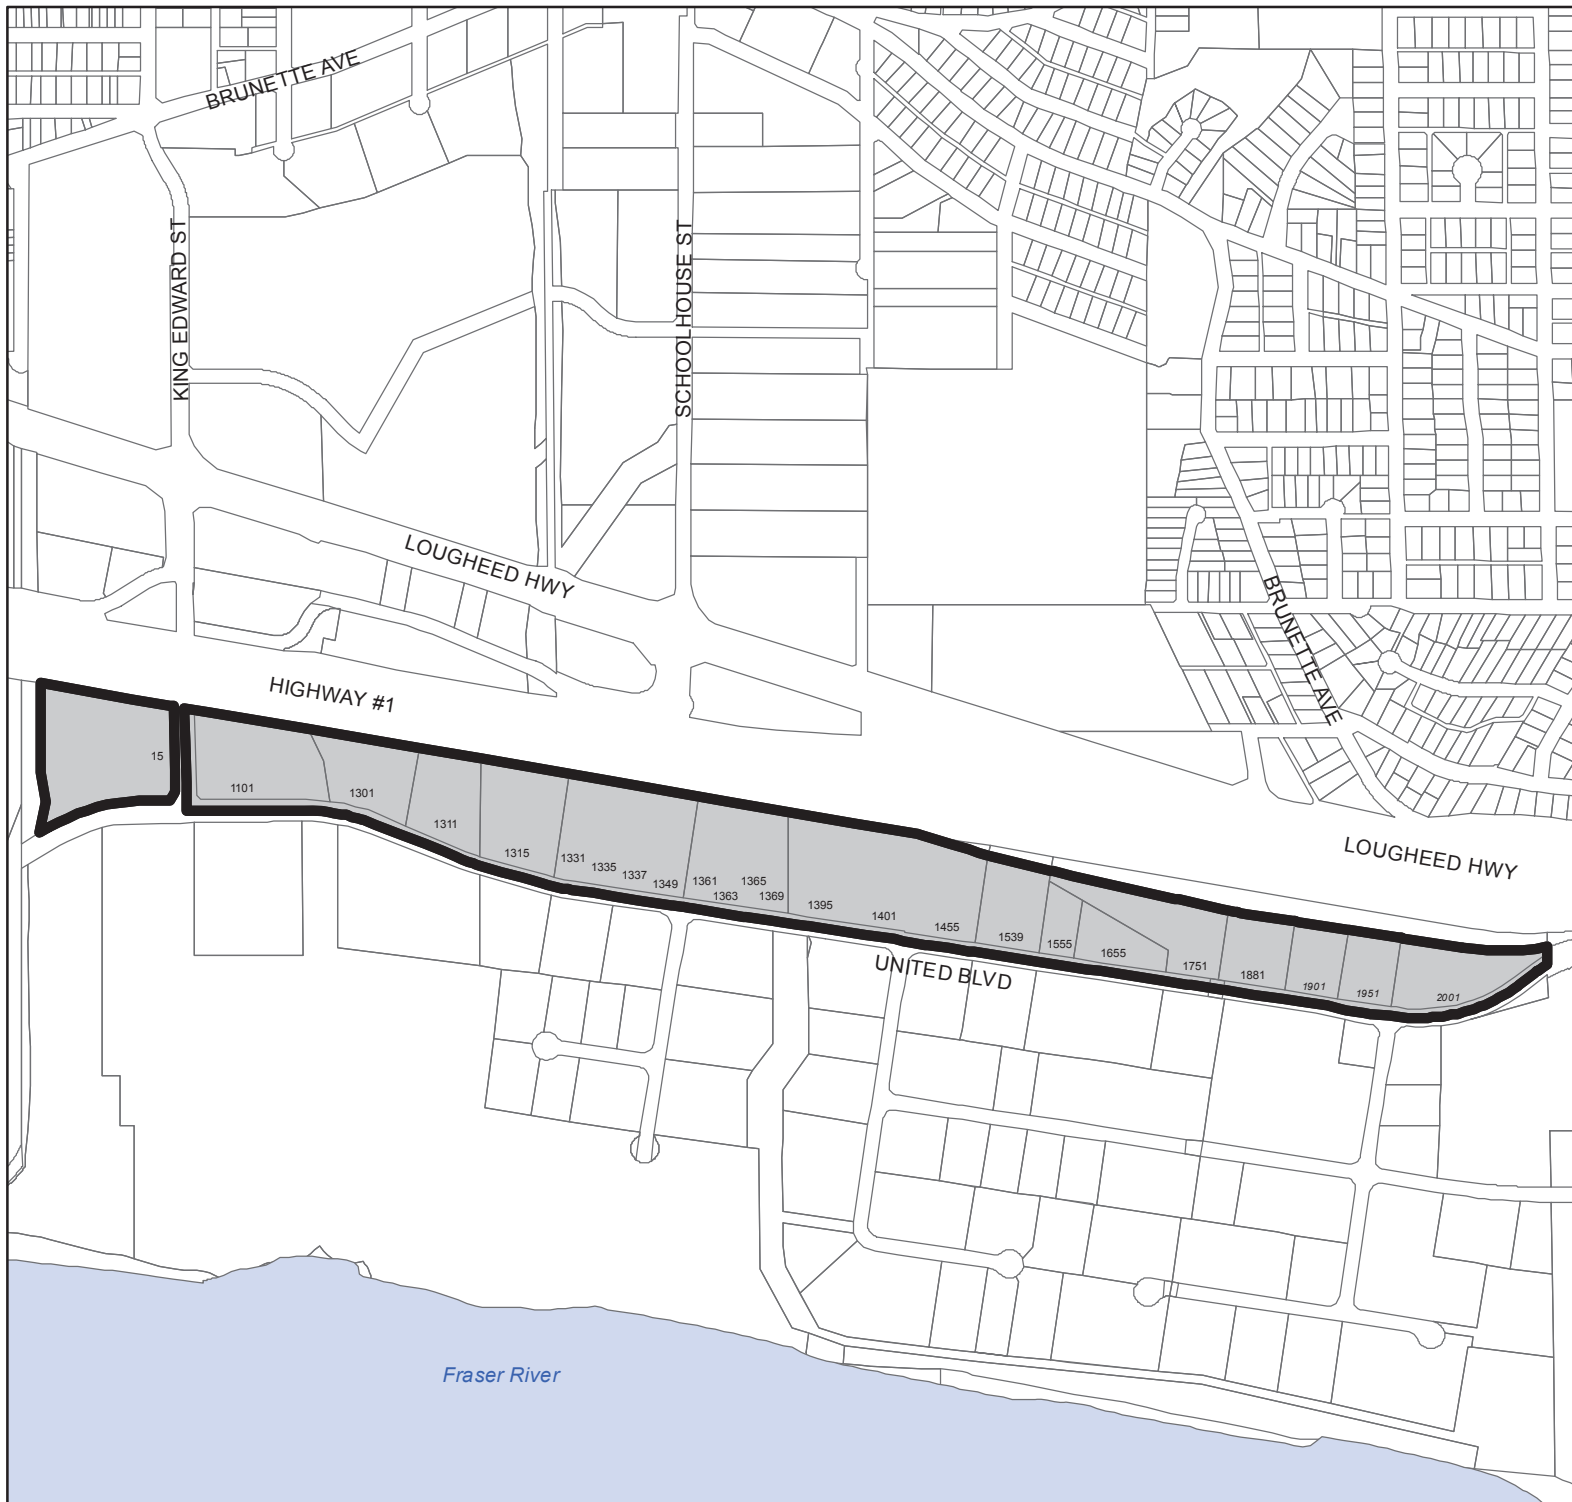 BRUNETTE AVE
KING EDWARD ST
SCHOOLHOUSE ST
LOUGHEED HWY
BRUNETTE AVE
HIGHWAY #1
15
1101
1301
1311
1315
1331
1335
1337
1349
1361
1363
1365
1369
1395
1401
1455
1539
1555
1655
1751
1881
1901
1951
2001
LOUGHEED HWY
UNITED BLVD
Fraser River